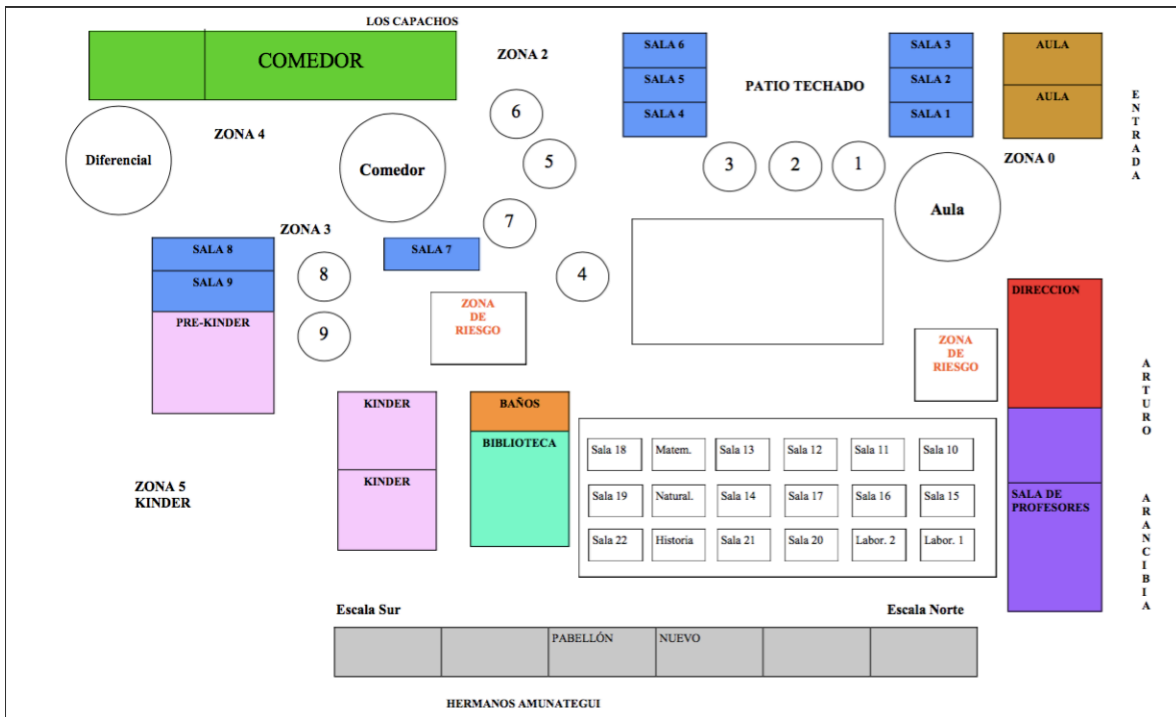 LOS CAPACHOS
COMEDOR
ZONA 2
SALA 6
SALA 5
SALA 4
PATIO TECHADO
SALA 3
SALA 2
SALA 1
AULA
AULA
ENTRADA
ZONA 0
Diferencial
ZONA 4
Comedor
6
5
7
4
3
2
1
Aula
ZONA 3
SALA 8
SALA 9
PRE-KINDER
8
9
SALA 7
ZONA
DE
RIESGO
ZONA
DE
RIESGO
DIRECCION
ARTURO
ARANCIBIA
KINDER
KINDER
BAÑOS
BIBLIOTECA
ZONA 5
KINDER
Sala 18 Matem. Sala 13 Sala 12 Sala 11 Sala 10
Sala 19 Natural. Sala 14 Sala 17 Sala 16 Sala 15
Sala 22 Historia Sala 21 Sala 20 Labor. 2 Labor. 1
SALA DE
PROFESORES
Escala Sur
Escala Norte
PABELLÓN NUEVO
HERMANOS AMUNATEGUI